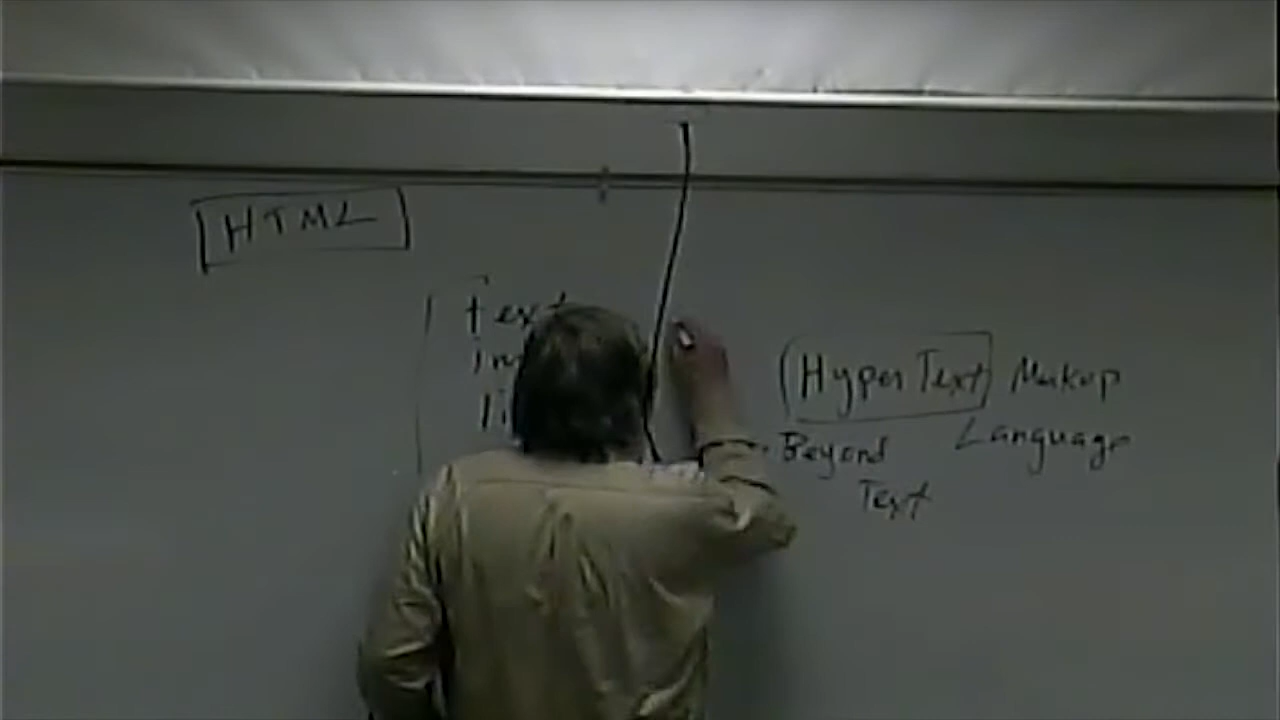 HTML
Text
(HyperText) Markup
Language
Beyond
Text